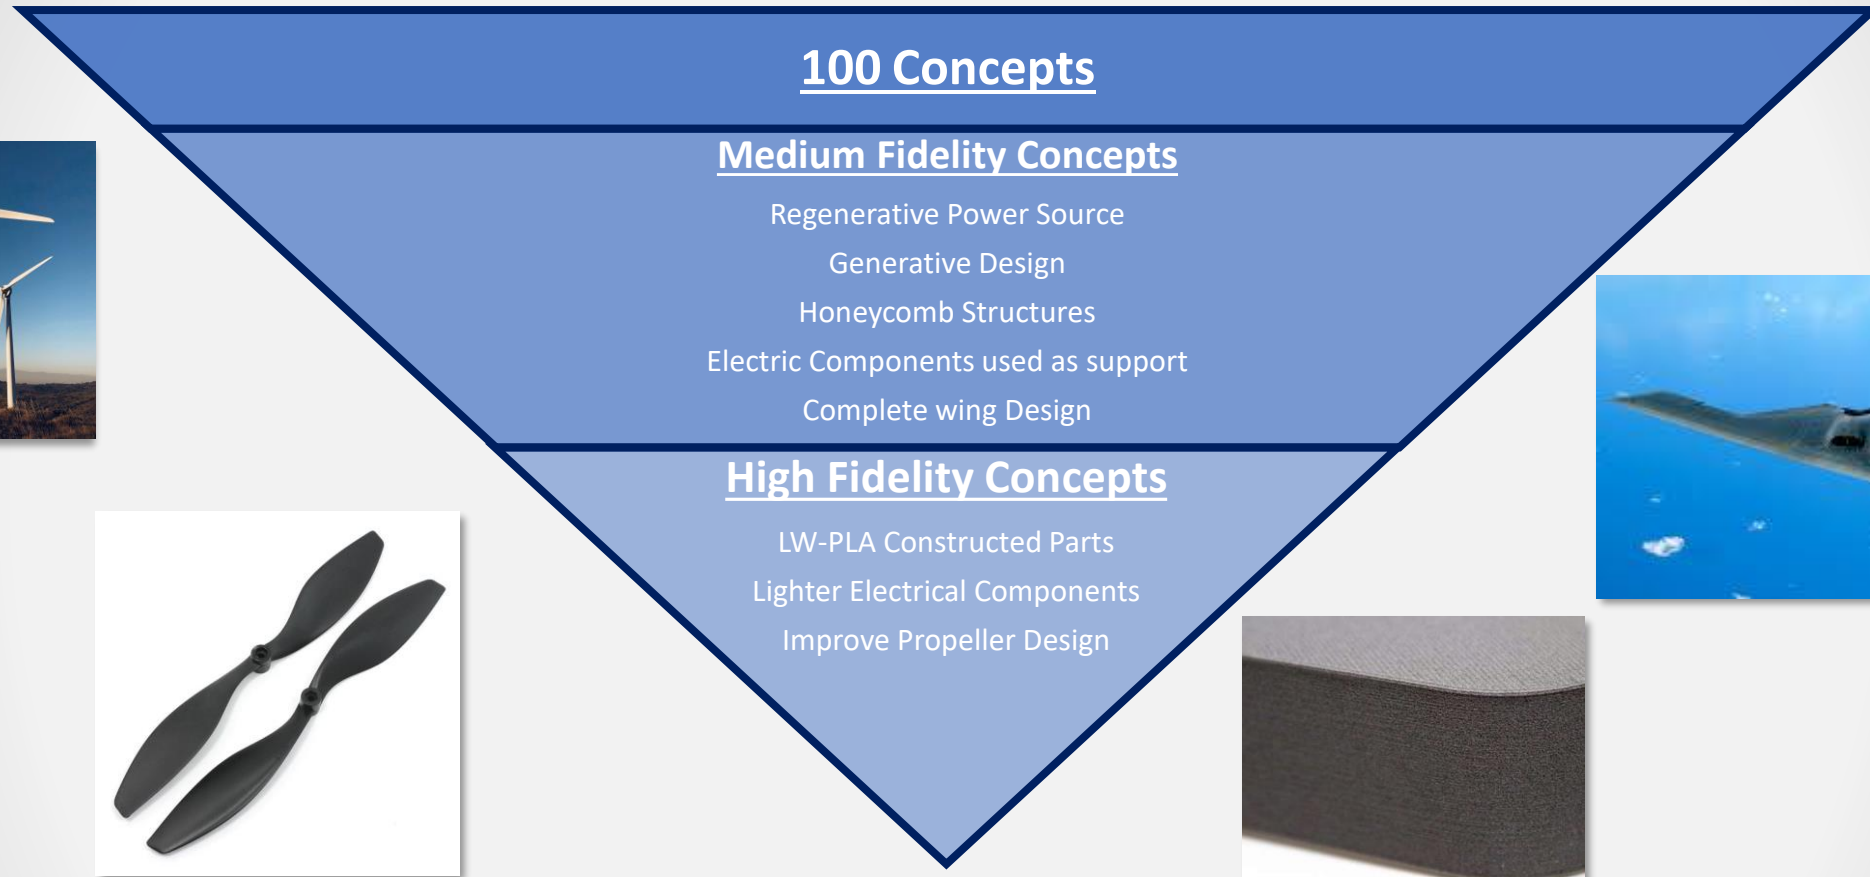 100 Concepts
Medium Fidelity Concepts
Regenerative Power Source
Generative Design
Honeycomb Structures
Electric Components used as support
Complete wing Design
High Fidelity Concepts
LW-PLA Constructed Parts
Lighter Electrical Components
Improve Propeller Design